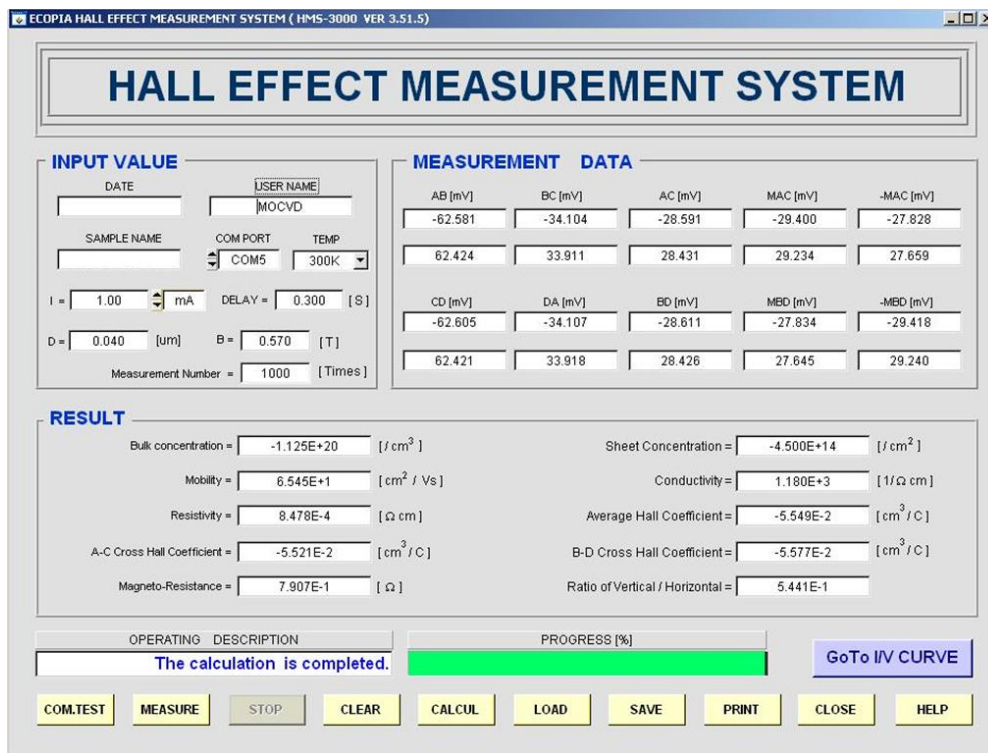 ECOPIA HALL EFFECT MEASUREMENT SYSTEM ( HMS-3000 VER 3.51.5)
HALL EFFECT MEASUREMENT SYSTEM
INPUT VALUE
DATE USER NAME
MOCVD
SAMPLE NAME COM PORT TEMP
COM5 300K
I = 1.00 mA DELAY = 0.300 [ S ]
D = 0.040 [um] B = 0.570 [ T ]
Measurement Number = 1000 [Times]
MEASUREMENT DATA
AB [mV] BC [mV] AC [mV] MAC [mV] -MAC [mV]
-62.581 -34.104 -28.591 -29.400 -27.828
62.424 33.911 28.431 29.234 27.659
CD [mV] DA [mV] BD [mV] MBD [mV] -MBD [mV]
-62.605 -34.107 -28.611 -27.834 -29.418
62.421 33.918 28.426 27.645 29.240
RESULT
Bulk concentration = -1.125E+20 [ / cm³ ] Sheet Concentration = -4.500E+14 [ / cm² ]
Mobility = 6.545E+1 [ cm² / Vs ] Conductivity = 1.180E+3 [ 1/ Ω cm ]
Resistivity = 8.478E-4 [ Ω cm ] Average Hall Coefficient = -5.549E-2 [ cm³ / C ]
A-C Cross Hall Coefficient = -5.521E-2 [ cm³ / C ] B-D Cross Hall Coefficient = -5.577E-2 [ cm³ / C ]
Magneto-Resistance = 7.907E-1 [ Ω ] Ratio of Vertical / Horizontal = 5.441E-1
OPERATING DESCRIPTION PROGRESS [%]
The calculation is completed. GoTo I/V CURVE
COM.TEST MEASURE STOP CLEAR CALCUL LOAD SAVE PRINT CLOSE HELP